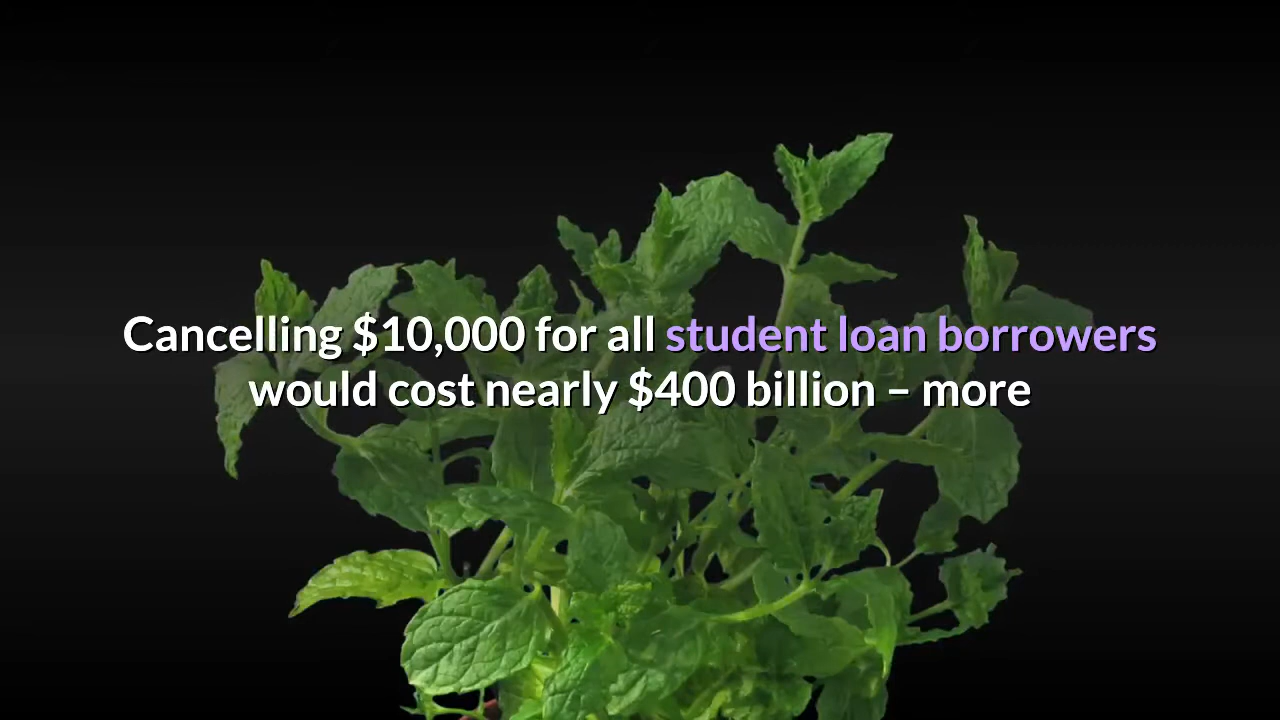 Cancelling $10,000 for all student loan borrowers
would cost nearly $400 billion – more